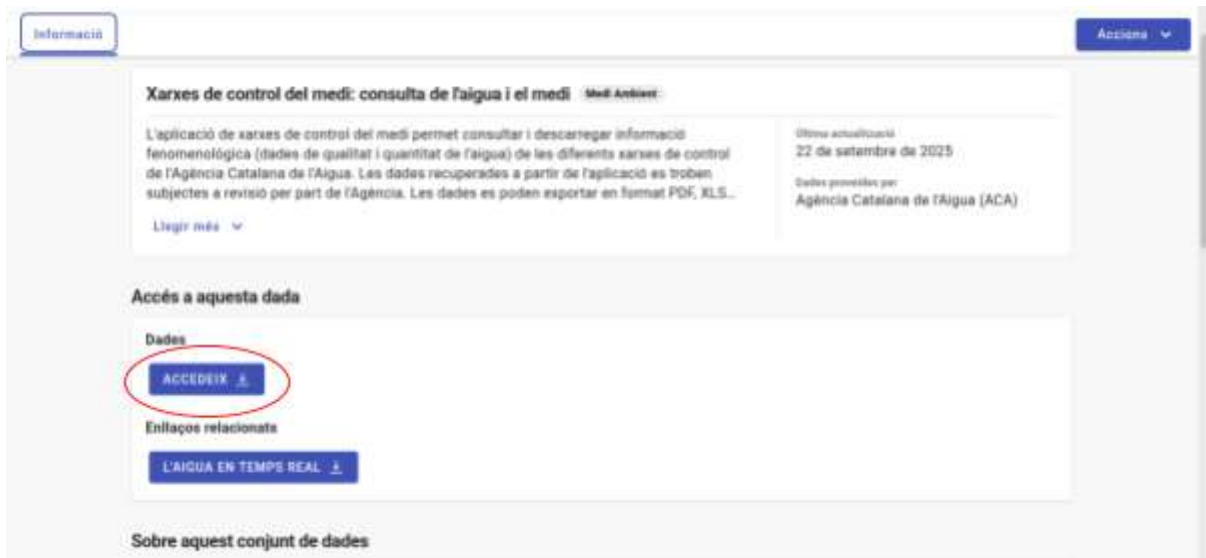 Informació
Accions
Xarxes de control del medi: consulta de l'aigua i el medi Medi Ambient
L'aplicació de xarxes de control del medi permet consultar i descarregar informació
fenomenològica (dades de qualitat i quantitat de l'aigua) de les diferents xarxes de control
de l'Agència Catalana de l'Aigua. Les dades recuperades a partir de l'aplicació es troben
subjectes a revisió per part de l'Agència. Les dades es poden exportar en format PDF, XLS...
Llegir més
Última actualització
22 de setembre de 2025
Dades proveïdes per
Agència Catalana de l'Aigua (ACA)
Accés a aquesta dada
Dades
ACCEDEIX
Enllaços relacionats
L'AIGUA EN TEMPS REAL
Sobre aquest conjunt de dades